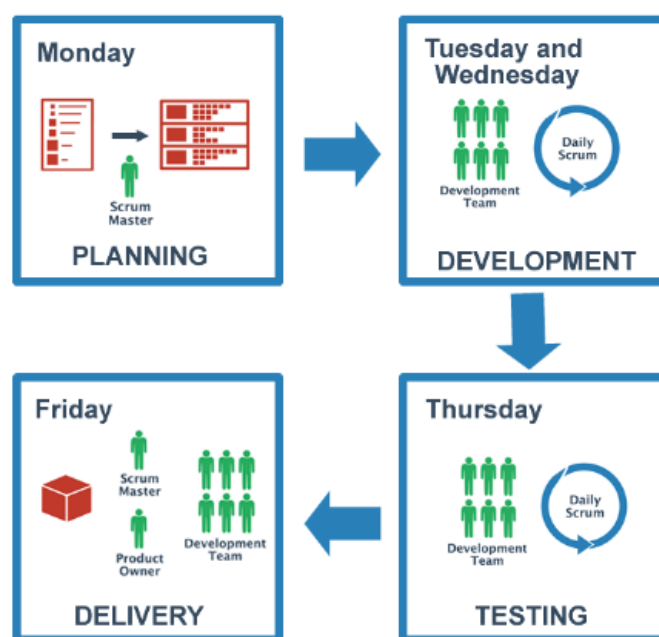 Monday
Scrum
Master
PLANNING
Tuesday and
Wednesday
Development
Team
Daily
Scrum
DEVELOPMENT
Thursday
Development
Team
Daily
Scrum
TESTING
Friday
Scrum
Master
Product
Owner
Development
Team
DELIVERY